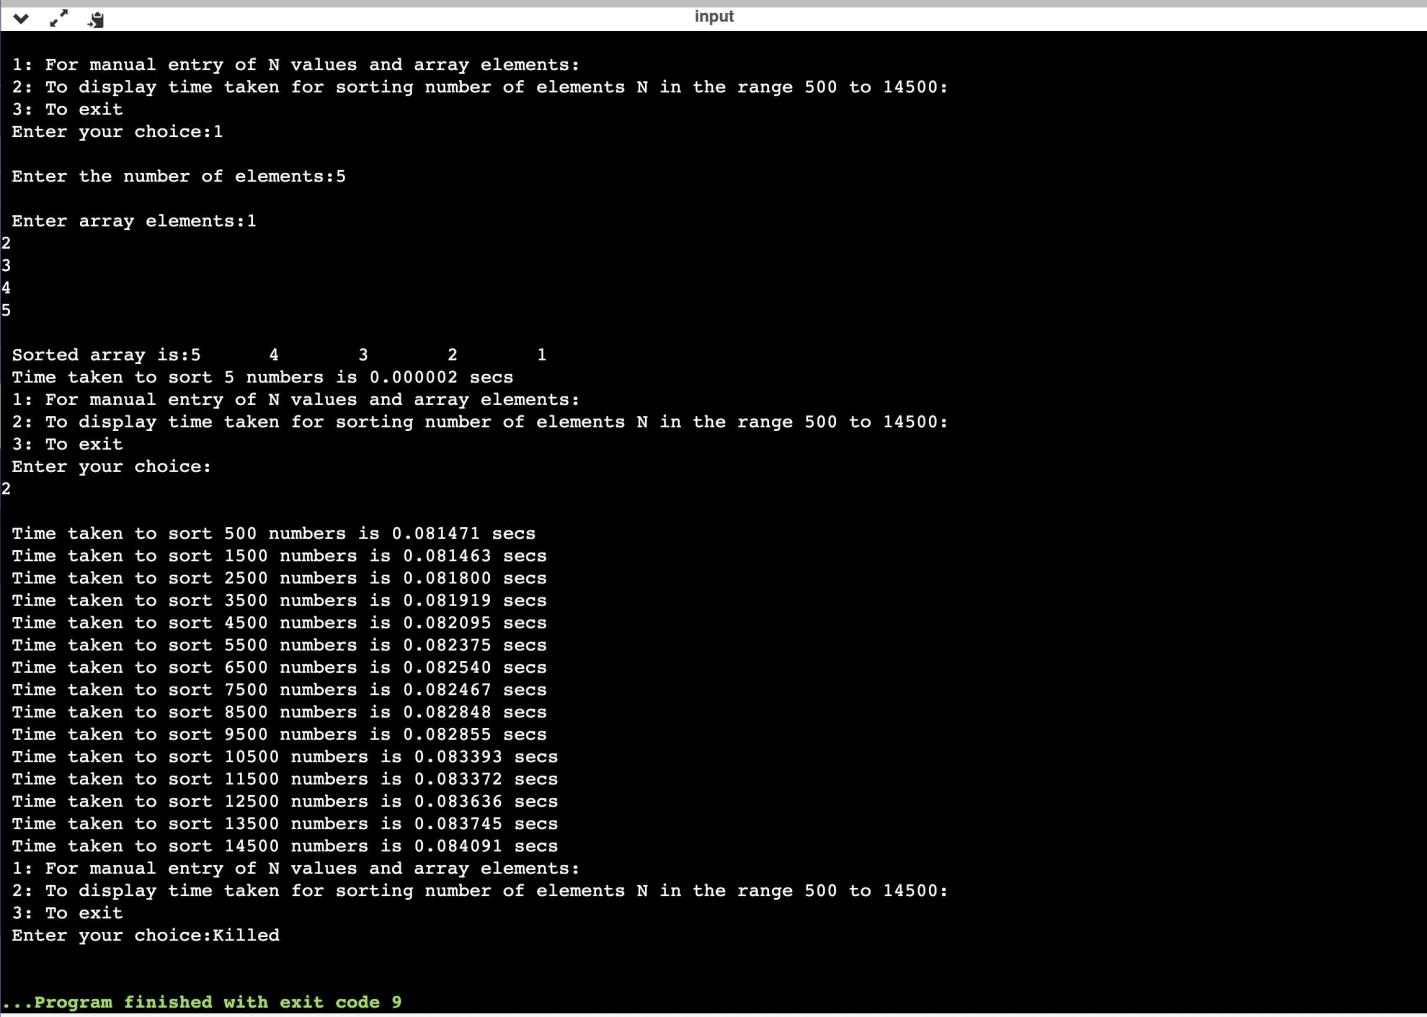 input
1: For manual entry of N values and array elements:
2: To display time taken for sorting number of elements N in the range 500 to 14500:
3: To exit
Enter your choice:1
Enter the number of elements:5
Enter array elements:1
2
3
4
5
Sorted array is:5 4 3 2 1
Time taken to sort 5 numbers is 0.000002 secs
1: For manual entry of N values and array elements:
2: To display time taken for sorting number of elements N in the range 500 to 14500:
3: To exit
Enter your choice:
2
Time taken to sort 500 numbers is 0.081471 secs
Time taken to sort 1500 numbers is 0.081463 secs
Time taken to sort 2500 numbers is 0.081800 secs
Time taken to sort 3500 numbers is 0.081919 secs
Time taken to sort 4500 numbers is 0.082095 secs
Time taken to sort 5500 numbers is 0.082375 secs
Time taken to sort 6500 numbers is 0.082540 secs
Time taken to sort 7500 numbers is 0.082467 secs
Time taken to sort 8500 numbers is 0.082848 secs
Time taken to sort 9500 numbers is 0.082855 secs
Time taken to sort 10500 numbers is 0.083393 secs
Time taken to sort 11500 numbers is 0.083372 secs
Time taken to sort 12500 numbers is 0.083636 secs
Time taken to sort 13500 numbers is 0.083745 secs
Time taken to sort 14500 numbers is 0.084091 secs
1: For manual entry of N values and array elements:
2: To display time taken for sorting number of elements N in the range 500 to 14500:
3: To exit
Enter your choice:Killed
...Program finished with exit code 9